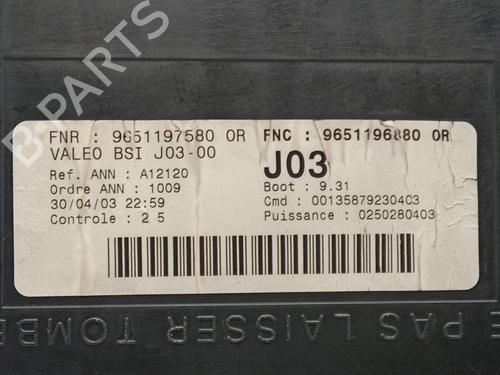 B-PARTS
FNR : 9651197580 OR FNC : 9651196880 OR
VALEO BSI J03-00 J03
Ref. ANN : A12120 Boot : 9.31
Ordre ANN : 1009 Cmd : 00135879230403
30/04/03 22:59 Puissance : 0250280403
Controle : 2 5
E PAS LAISSER TOMBE